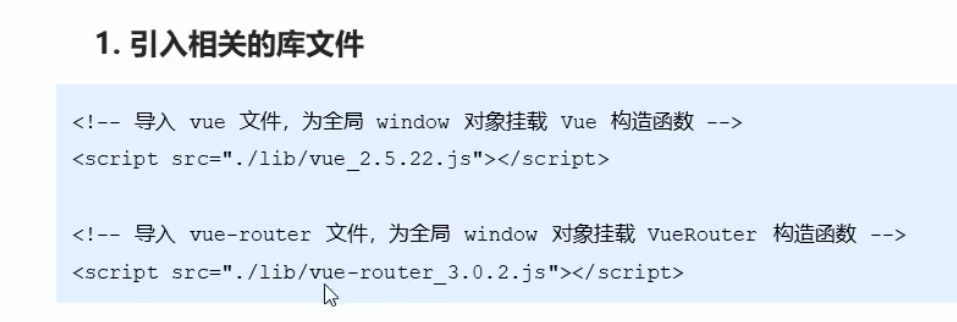 1. 引入相关的库文件
<!-- 导入 vue 文件，为全局 window 对象挂载 Vue 构造函数 -->
<script src="./lib/vue_2.5.22.js"></script>
<!-- 导入 vue-router 文件，为全局 window 对象挂载 VueRouter 构造函数 -->
<script src="./lib/vue-router_3.0.2.js"></script>